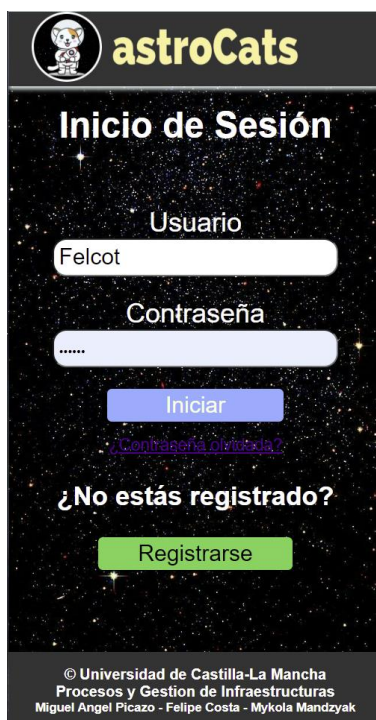 astroCats
Inicio de Sesión
Usuario
Felcot
Contraseña
......
Iniciar
¿Contraseña olvidada?
¿No estás registrado?
Registrarse
© Universidad de Castilla-La Mancha
Procesos y Gestion de Infraestructuras
Miguel Angel Picazo - Felipe Costa - Mykola Mandzyak